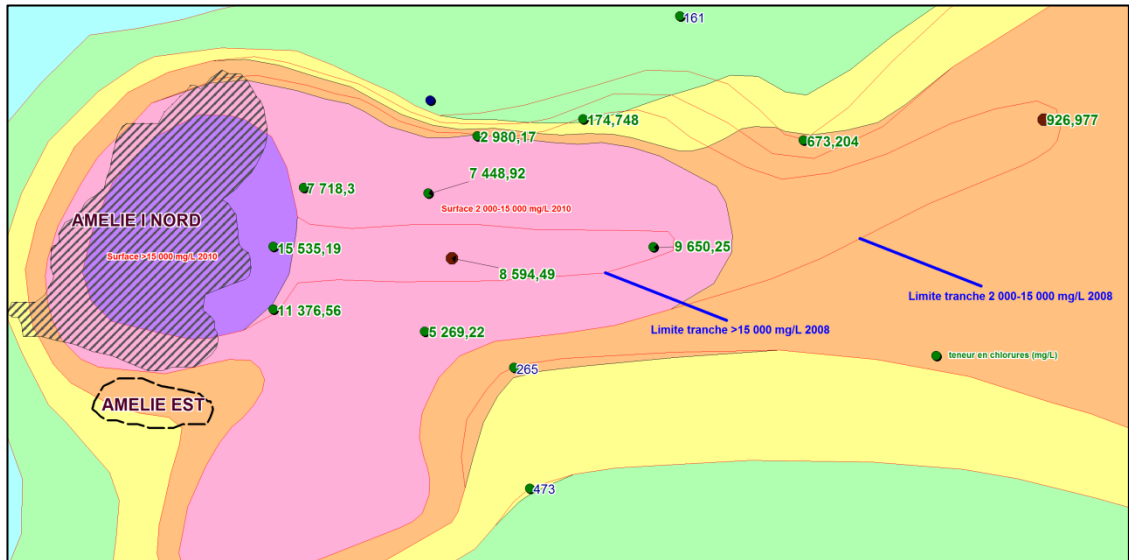 161
174,748
926,977
2 980,17
673,204
7 448,92
7 718,3
Surface 2 000-15 000 mg/L 2010
AMELIE I NORD
15 535,19
9 650,25
Surface >15 000 mg/L 2010
8 594,49
Limite tranche 2 000-15 000 mg/L 2008
11 376,56
Limite tranche >15 000 mg/L 2008
5 269,22
teneur en chlorures (mg/L)
265
AMELIE EST
473